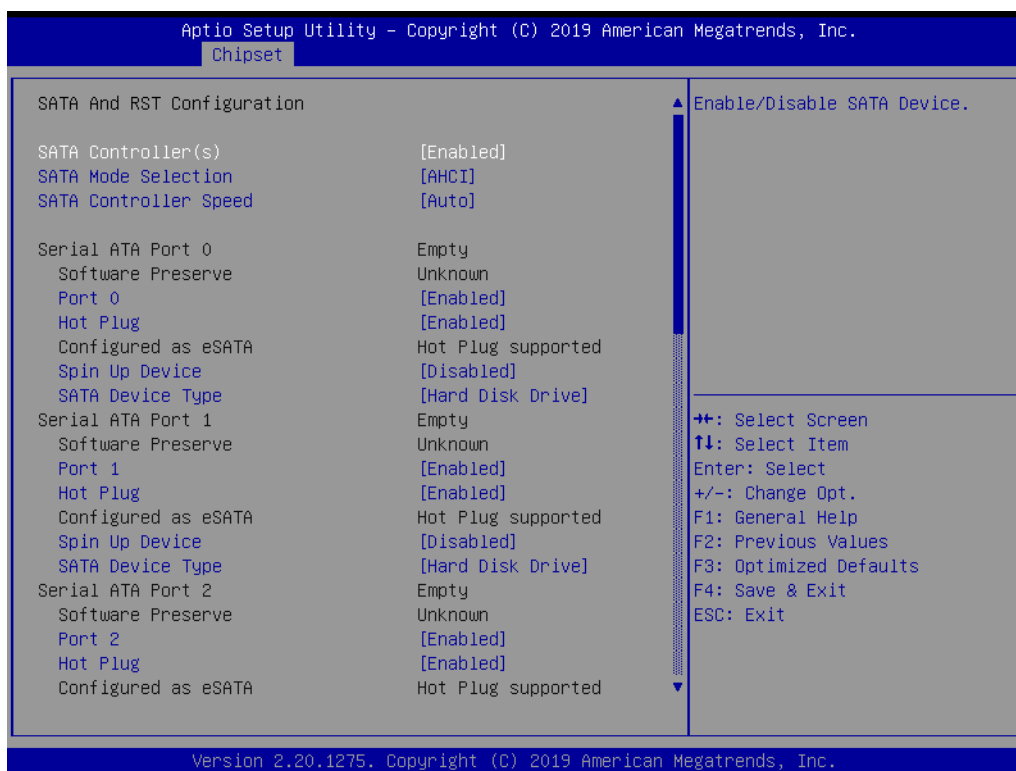 Aptio Setup Utility – Copyright (C) 2019 American Megatrends, Inc.
Chipset
SATA And RST Configuration
SATA Controller(s) [Enabled]
SATA Mode Selection [AHCI]
SATA Controller Speed [Auto]
Serial ATA Port 0 Empty
Software Preserve Unknown
Port 0 [Enabled]
Hot Plug [Enabled]
Configured as eSATA Hot Plug supported
Spin Up Device [Disabled]
SATA Device Type [Hard Disk Drive]
Serial ATA Port 1 Empty
Software Preserve Unknown
Port 1 [Enabled]
Hot Plug [Enabled]
Configured as eSATA Hot Plug supported
Spin Up Device [Disabled]
SATA Device Type [Hard Disk Drive]
Serial ATA Port 2 Empty
Software Preserve Unknown
Port 2 [Enabled]
Hot Plug [Enabled]
Configured as eSATA Hot Plug supported
Enable/Disable SATA Device.
→←: Select Screen
↑↓: Select Item
Enter: Select
+/-: Change Opt.
F1: General Help
F2: Previous Values
F3: Optimized Defaults
F4: Save & Exit
ESC: Exit
Version 2.20.1275. Copyright (C) 2019 American Megatrends, Inc.